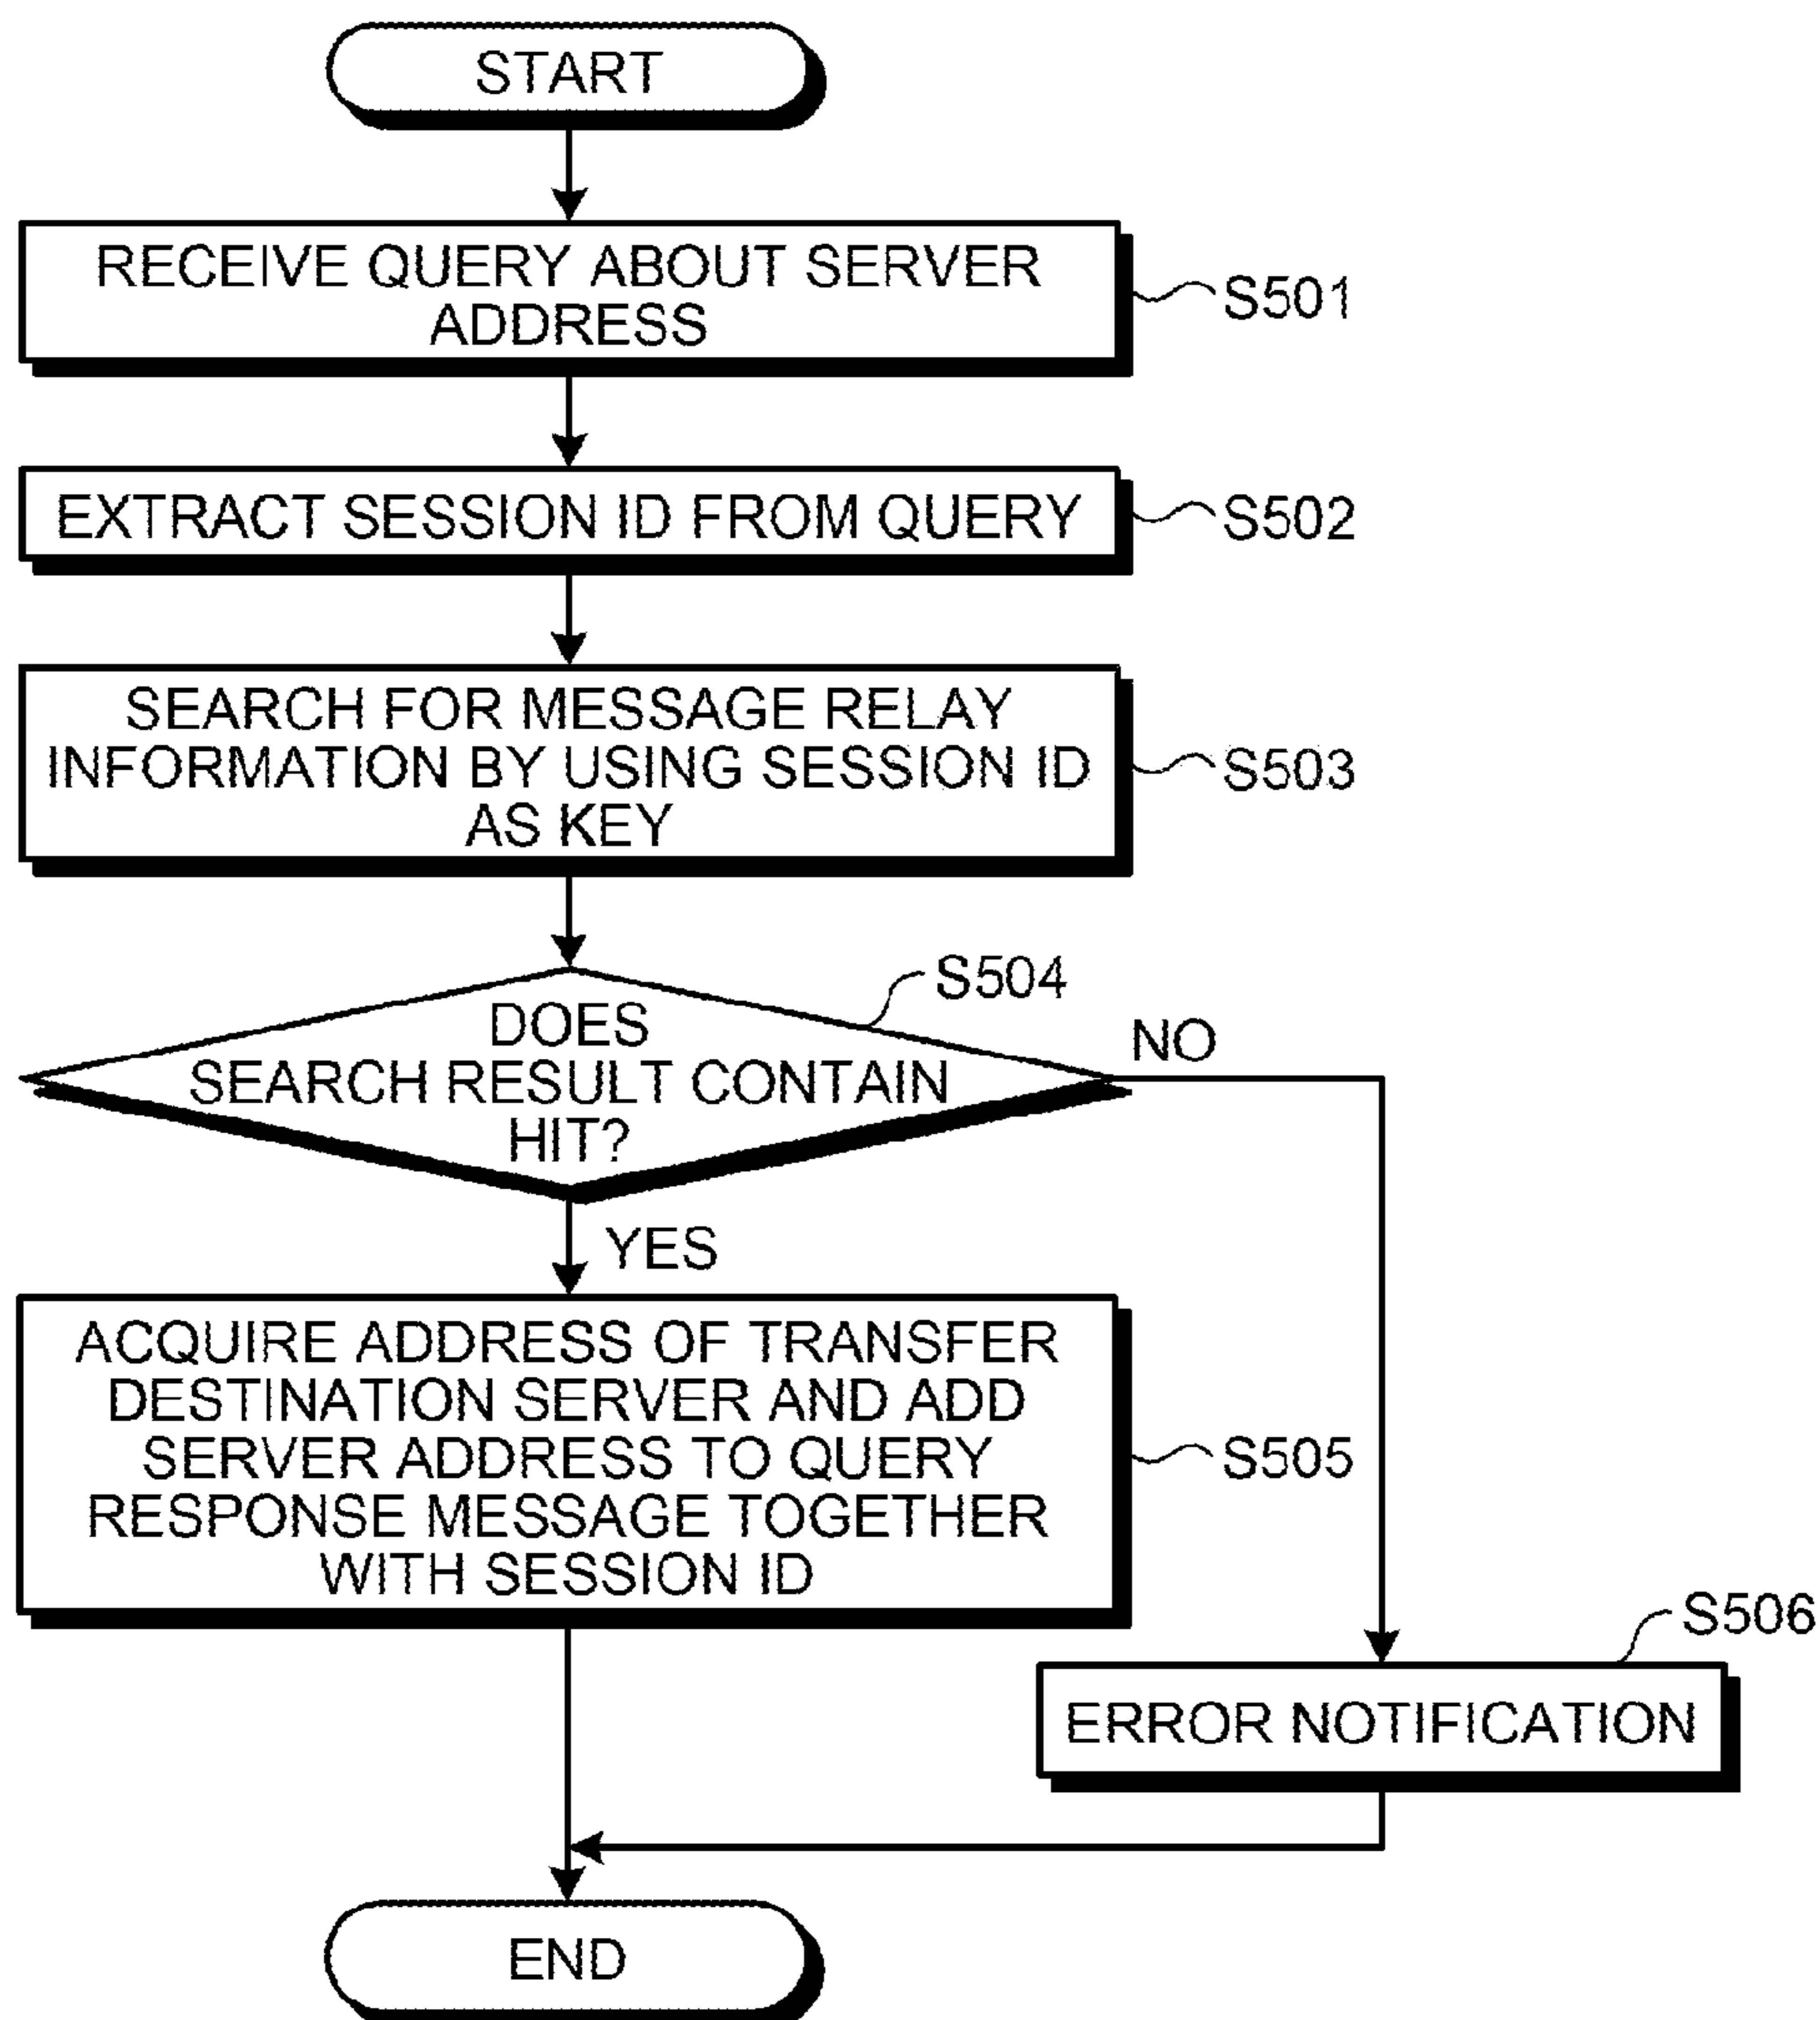 START
RECEIVE QUERY ABOUT SERVER
ADDRESS
S501
EXTRACT SESSION ID FROM QUERY
S502
SEARCH FOR MESSAGE RELAY
INFORMATION BY USING SESSION ID
AS KEY
S503
S504
DOES
SEARCH RESULT CONTAIN
HIT?
NO
YES
ACQUIRE ADDRESS OF TRANSFER
DESTINATION SERVER AND ADD
SERVER ADDRESS TO QUERY
RESPONSE MESSAGE TOGETHER
WITH SESSION ID
S505
S506
ERROR NOTIFICATION
END